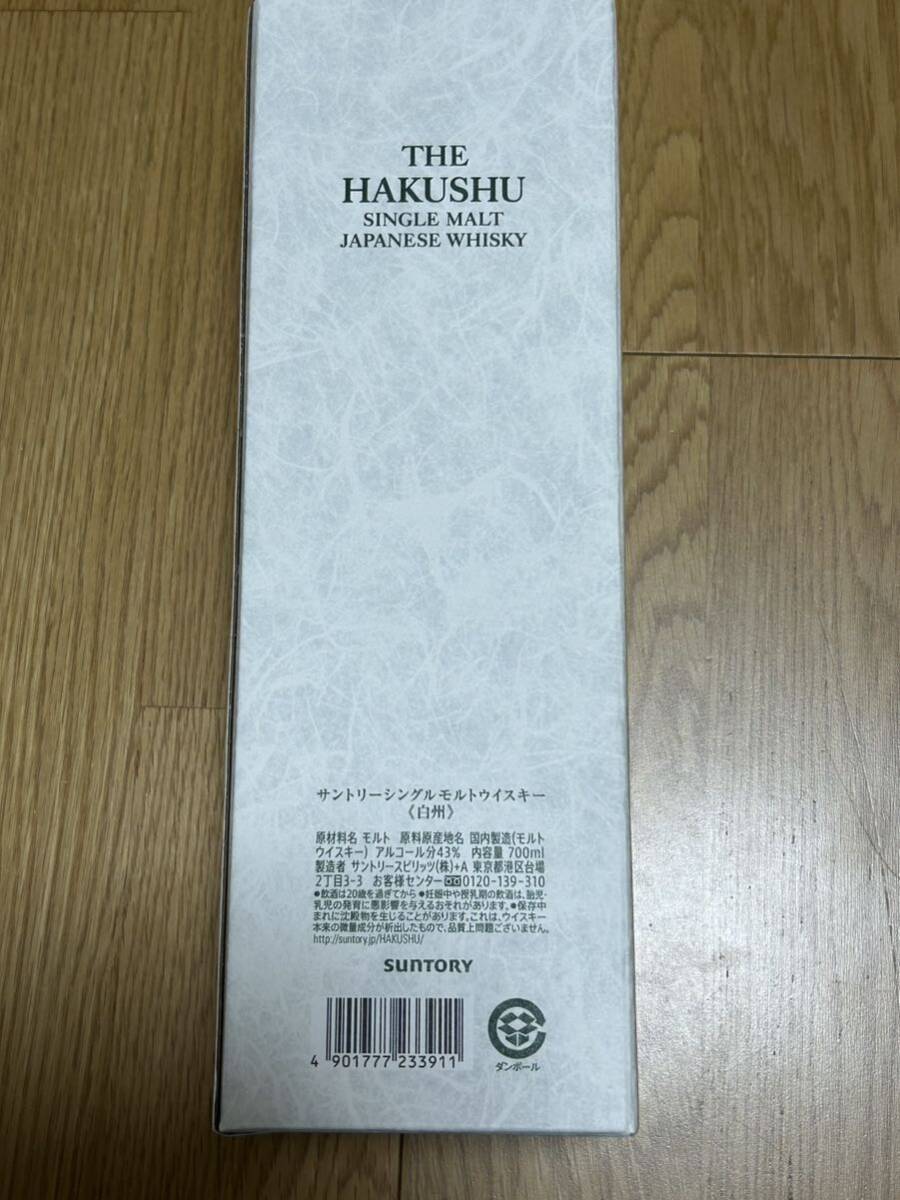 THE
HAKUSHU
SINGLE MALT
JAPANESE WHISKY
サントリーシングルモルトウイスキー
《白州》
原材料名 モルト 原料原産地名 国内製造(モルト
ウイスキー) アルコール分43% 内容量 700ml
製造者 サントリースピリッツ(株)+A 東京都港区台場
2丁目3-3 お客様センター 0120-139-310
●飲酒は20歳を過ぎてから ●妊娠中や授乳期の飲酒は、胎児・
乳児の発育に悪影響を与えるおそれがあります。●保存中
まれに沈殿物を生じることがあります。これは、ウイスキー
本来の微量成分が析出したもので、品質上問題ございません。
http://suntory.jp/HAKUSHU/
SUNTORY
4 901777 233911
ダンボール